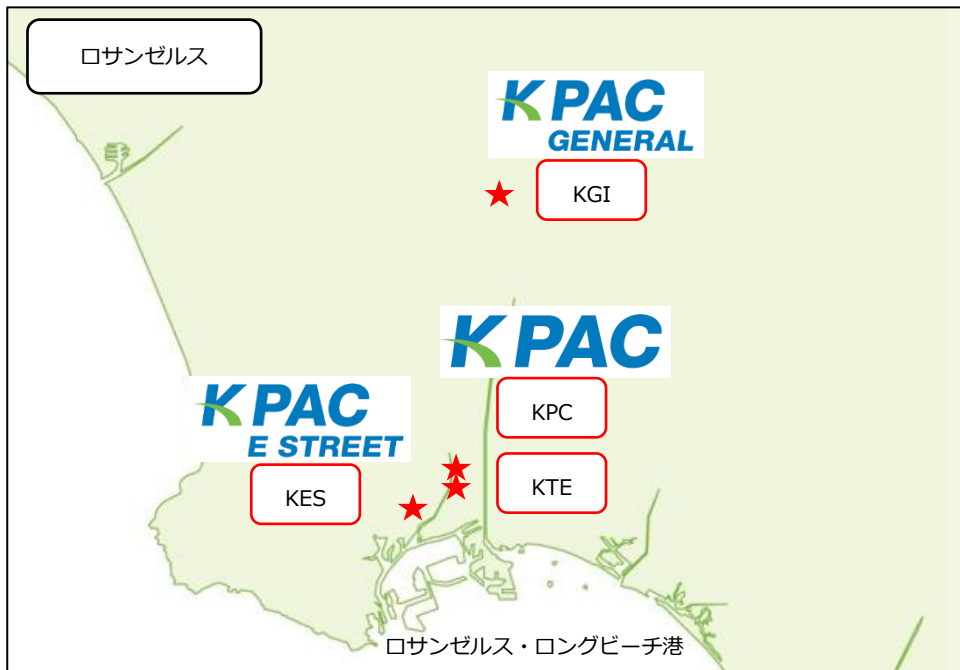 ロサンゼルス
K PAC
GENERAL
KGI
K PAC
KPC
K PAC
E STREET
KES
KTE
ロサンゼルス・ロングビーチ港